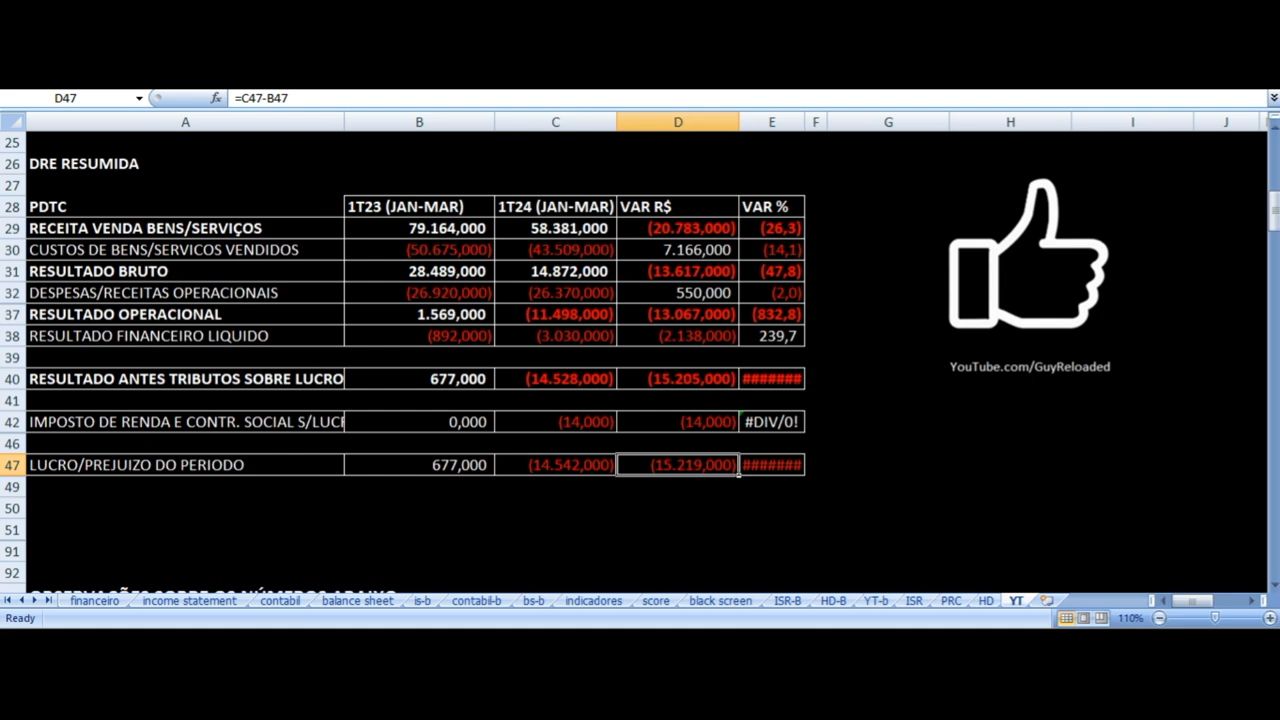 D47 fx =C47-B47
A B C D E F G H I J
25
26 DRE RESUMIDA
27
28 PDTC 1T23 (JAN-MAR) 1T24 (JAN-MAR) VAR R$ VAR %
29 RECEITA VENDA BENS/SERVIÇOS 79.164,000 58.381,000 (20.783,000) (26,3)
30 CUSTOS DE BENS/SERVICOS VENDIDOS (50.675,000) (43.509,000) 7.166,000 (14,1)
31 RESULTADO BRUTO 28.489,000 14.872,000 (13.617,000) (47,8)
32 DESPESAS/RECEITAS OPERACIONAIS (26.920,000) (26.370,000) 550,000 (2,0)
37 RESULTADO OPERACIONAL 1.569,000 (11.498,000) (13.067,000) (832,8)
38 RESULTADO FINANCEIRO LIQUIDO (892,000) (3.030,000) (2.138,000) 239,7
39
YouTube.com/GuyReloaded
40 RESULTADO ANTES TRIBUTOS SOBRE LUCRO 677,000 (14.528,000) (15.205,000) #######
41
42 IMPOSTO DE RENDA E CONTR. SOCIAL S/LUCR 0,000 (14,000) (14,000) #DIV/0!
46
47 LUCRO/PREJUIZO DO PERIODO 677,000 (14.542,000) (15.219,000) #######
49
50
51
91
92
financeiro income statement contabil balance sheet is-b contabil-b bs-b indicadores score black screen ISR-B HD-B YT-b ISR PRC HD YT
Ready 110%